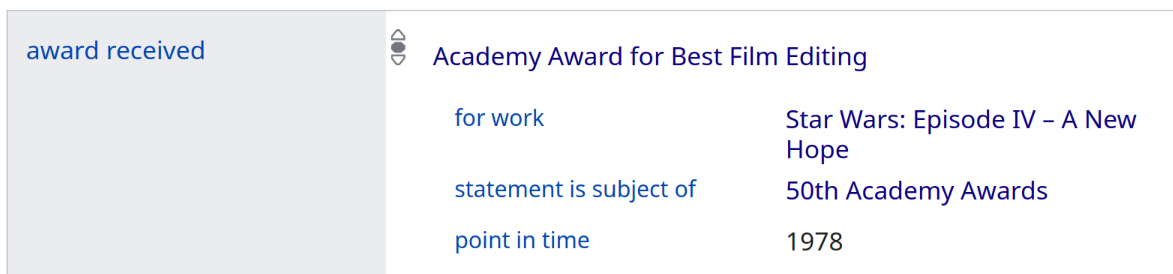 award received
Academy Award for Best Film Editing
for work
Star Wars: Episode IV – A New
Hope
statement is subject of
50th Academy Awards
point in time
1978